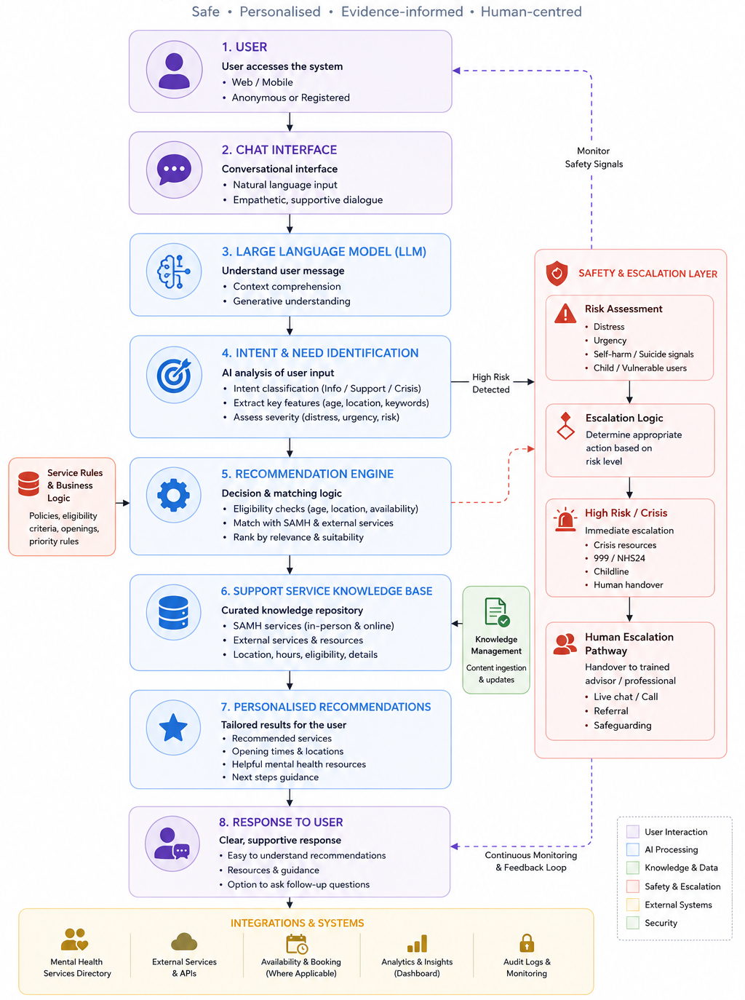 Safe • Personalised • Evidence-informed • Human-centred
1. USER
User accesses the system
• Web / Mobile
• Anonymous or Registered
2. CHAT INTERFACE
Conversational interface
• Natural language input
• Empathetic, supportive dialogue
Monitor
Safety Signals
3. LARGE LANGUAGE MODEL (LLM)
Understand user message
• Context comprehension
• Generative understanding
4. INTENT & NEED IDENTIFICATION
AI analysis of user input
• Intent classification (Info / Support / Crisis)
• Extract key features (age, location, keywords)
• Assess severity (distress, urgency, risk)
High Risk
Detected
SAFETY & ESCALATION LAYER
Risk Assessment
• Distress
• Urgency
• Self-harm / Suicide signals
• Child / Vulnerable users
Escalation Logic
Determine appropriate
action based on
risk level
High Risk / Crisis
Immediate escalation
• Crisis resources
• 999 / NHS24
• Childline
• Human handover
Human Escalation
Pathway
Handover to trained
advisor / professional
• Live chat / Call
• Referral
• Safeguarding
Service Rules
& Business
Logic
Policies, eligibility
criteria, openings,
priority rules
5. RECOMMENDATION ENGINE
Decision & matching logic
• Eligibility checks (age, location, availability)
• Match with SAMH & external services
• Rank by relevance & suitability
6. SUPPORT SERVICE KNOWLEDGE BASE
Curated knowledge repository
• SAMH services (in-person & online)
• External services & resources
• Location, hours, eligibility, details
Knowledge
Management
Content ingestion
& updates
7. PERSONALISED RECOMMENDATIONS
Tailored results for the user
• Recommended services
• Opening times & locations
• Helpful mental health resources
• Next steps guidance
8. RESPONSE TO USER
Clear, supportive response
• Easy to understand recommendations
• Resources & guidance
• Option to ask follow-up questions
Continuous Monitoring
& Feedback Loop
User Interaction
AI Processing
Knowledge & Data
Safety & Escalation
External Systems
Security
INTEGRATIONS & SYSTEMS
Mental Health
Services Directory
External Services
& APIs
Availability & Booking
(Where Applicable)
Analytics & Insights
(Dashboard)
Audit Logs &
Monitoring